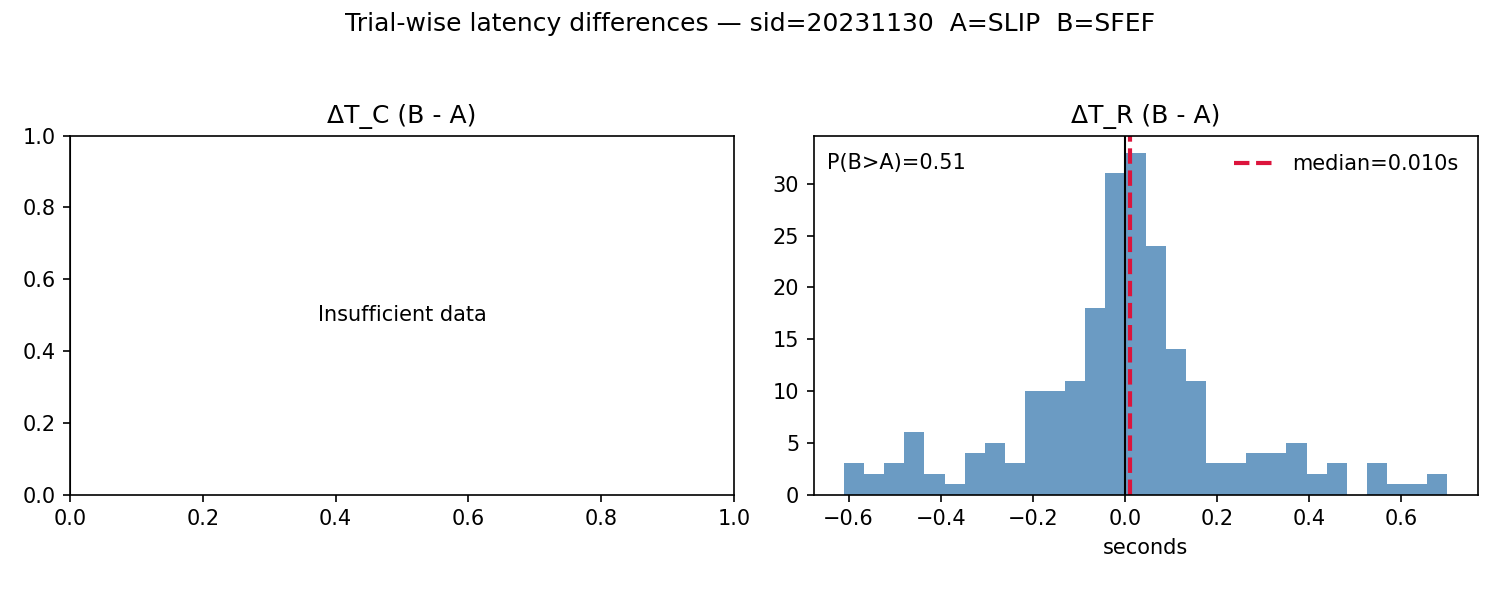 Trial-wise latency differences — sid=20231130  A=SLIP  B=SFEF
ΔT_C (B - A)
1.0
0.8
0.6
0.4
0.2
0.0
Insufficient data
0.0 0.2 0.4 0.6 0.8 1.0
ΔT_R (B - A)
P(B>A)=0.51
median=0.010s
30
25
20
15
10
5
0
−0.6 −0.4 −0.2 0.0 0.2 0.4 0.6
seconds